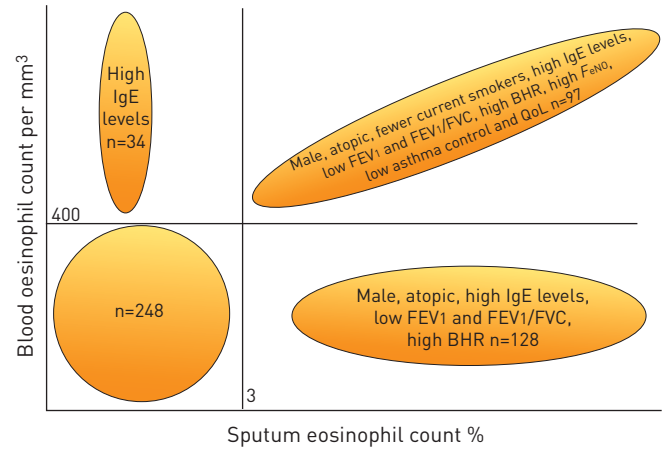 Blood oesinophil count per mm³
High
IgE
levels
n=34
Male, atopic, fewer current smokers, high IgE levels,
low FEV1 and FEV1/FVC, high BHR, high FeNO,
low asthma control and QoL n=97
400
n=248
Male, atopic, high IgE levels,
low FEV1 and FEV1/FVC,
high BHR n=128
3
Sputum eosinophil count %